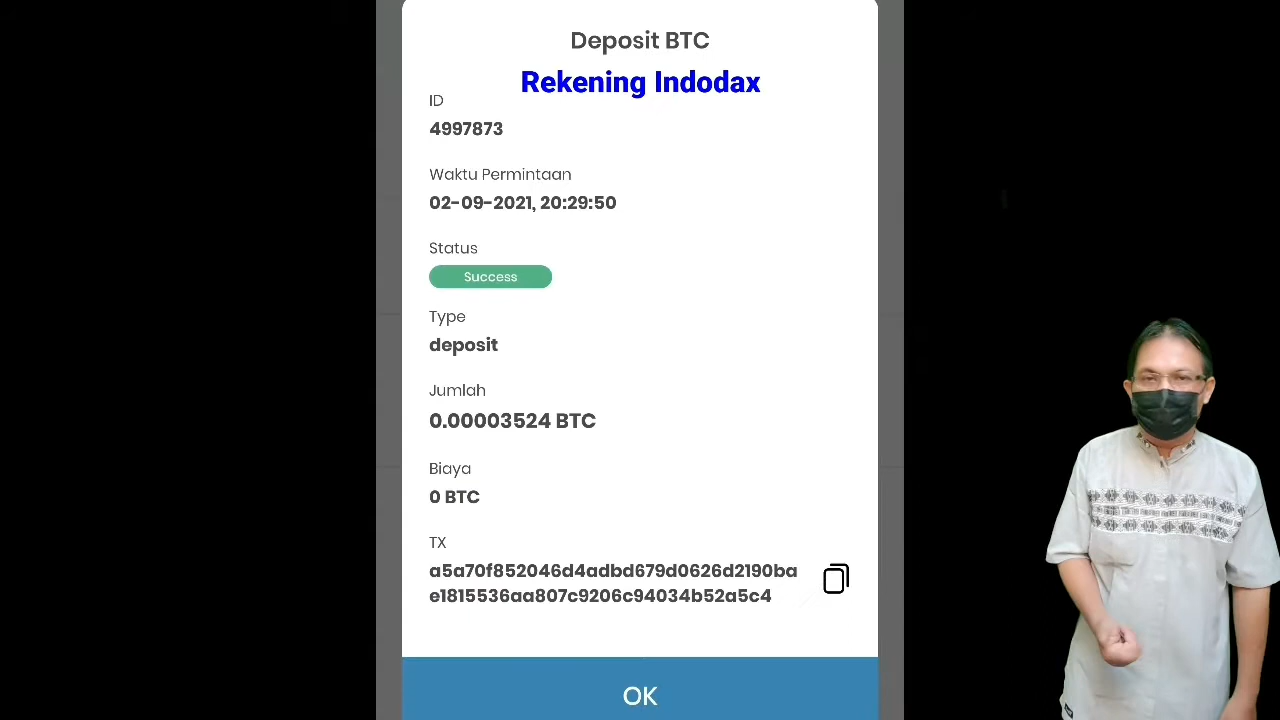 Deposit BTC
Rekening Indodax
ID
4997873
Waktu Permintaan
02-09-2021, 20:29:50
Status
Success
Type
deposit
Jumlah
0.00003524 BTC
Biaya
0 BTC
TX
a5a70f852046d4adbd679d0626d2190ba
e1815536aa807c9206c94034b52a5c4
OK